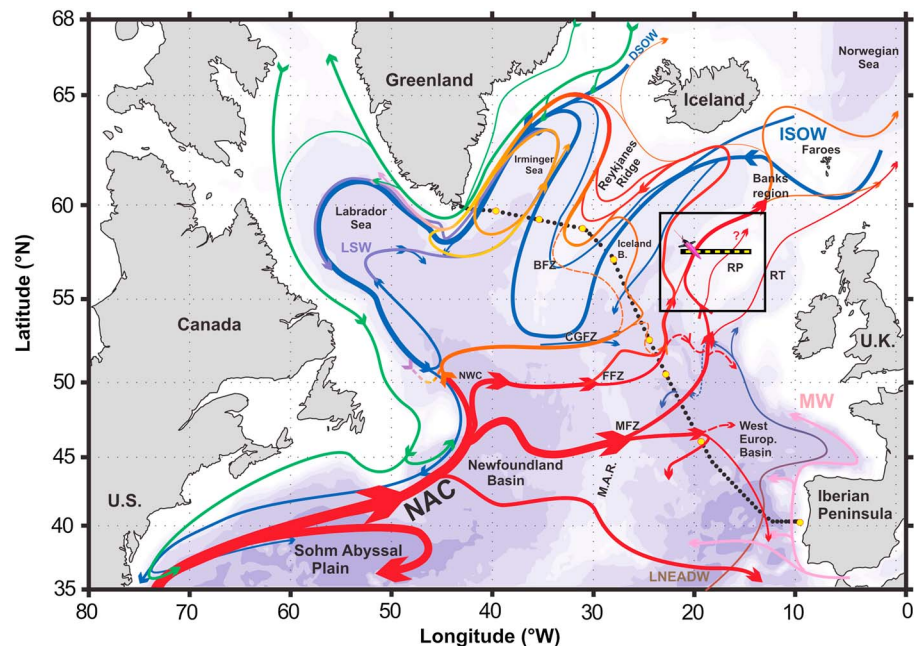 68
65
60
55
50
45
40
35
Latitude (°N)
80
70
60
50
40
30
20
10
0
Longitude (°W)
Greenland
DSOW
Iceland
Norwegian
Sea
ISOW
Faroes
Banks
region
Irminger
Sea
Reykjanes
Ridge
Labrador
Sea
LSW
Iceland
B.
BFZ
?
RP
RT
Canada
CGFZ
U.K.
NWC
FFZ
MW
MFZ
West
Europ.
Basin
Newfoundland
Basin
M.A.R.
U.S.
NAC
Iberian
Peninsula
Sohm Abyssal
Plain
LNEADW